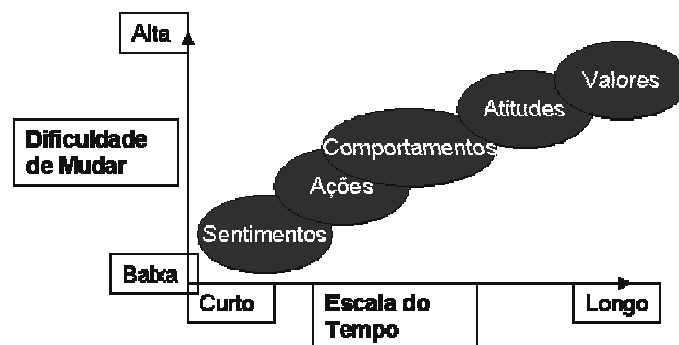 Alta
Valores
Atitudes
Dificuldade
de Mudar
Comportamentos
Ações
Sentimentos
Baixa
Curto
Escala do
Tempo
Longo